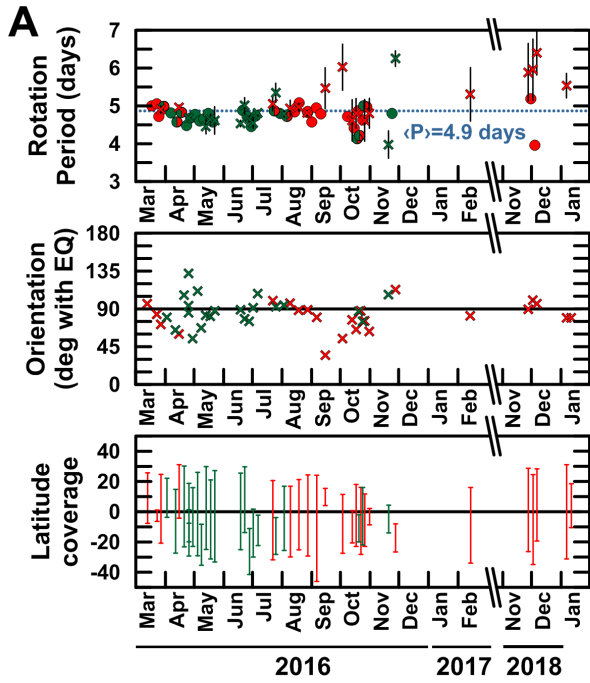 A
7
6
5
4
3
Rotation
Period (days)
‹P›=4.9 days
Mar Apr May Jun Jul Aug Sep Oct Nov Dec Jan Feb Nov Dec Jan
180
135
90
45
0
Orientation
(deg with EQ)
Mar Apr May Jun Jul Aug Sep Oct Nov Dec Jan Feb Nov Dec Jan
40
20
0
-20
-40
Latitude
coverage
Mar Apr May Jun Jul Aug Sep Oct Nov Dec Jan Feb Nov Dec Jan
2016 2017 2018